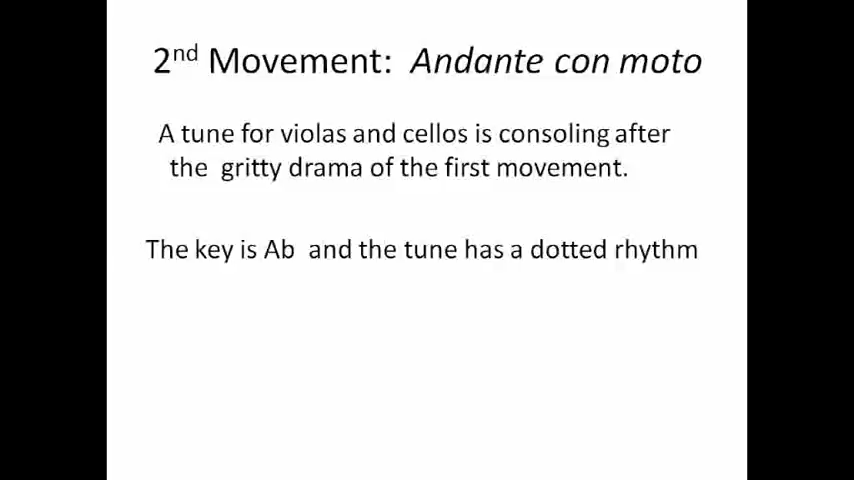 2nd Movement: Andante con moto
A tune for violas and cellos is consoling after
the gritty drama of the first movement.
The key is Ab and the tune has a dotted rhythm